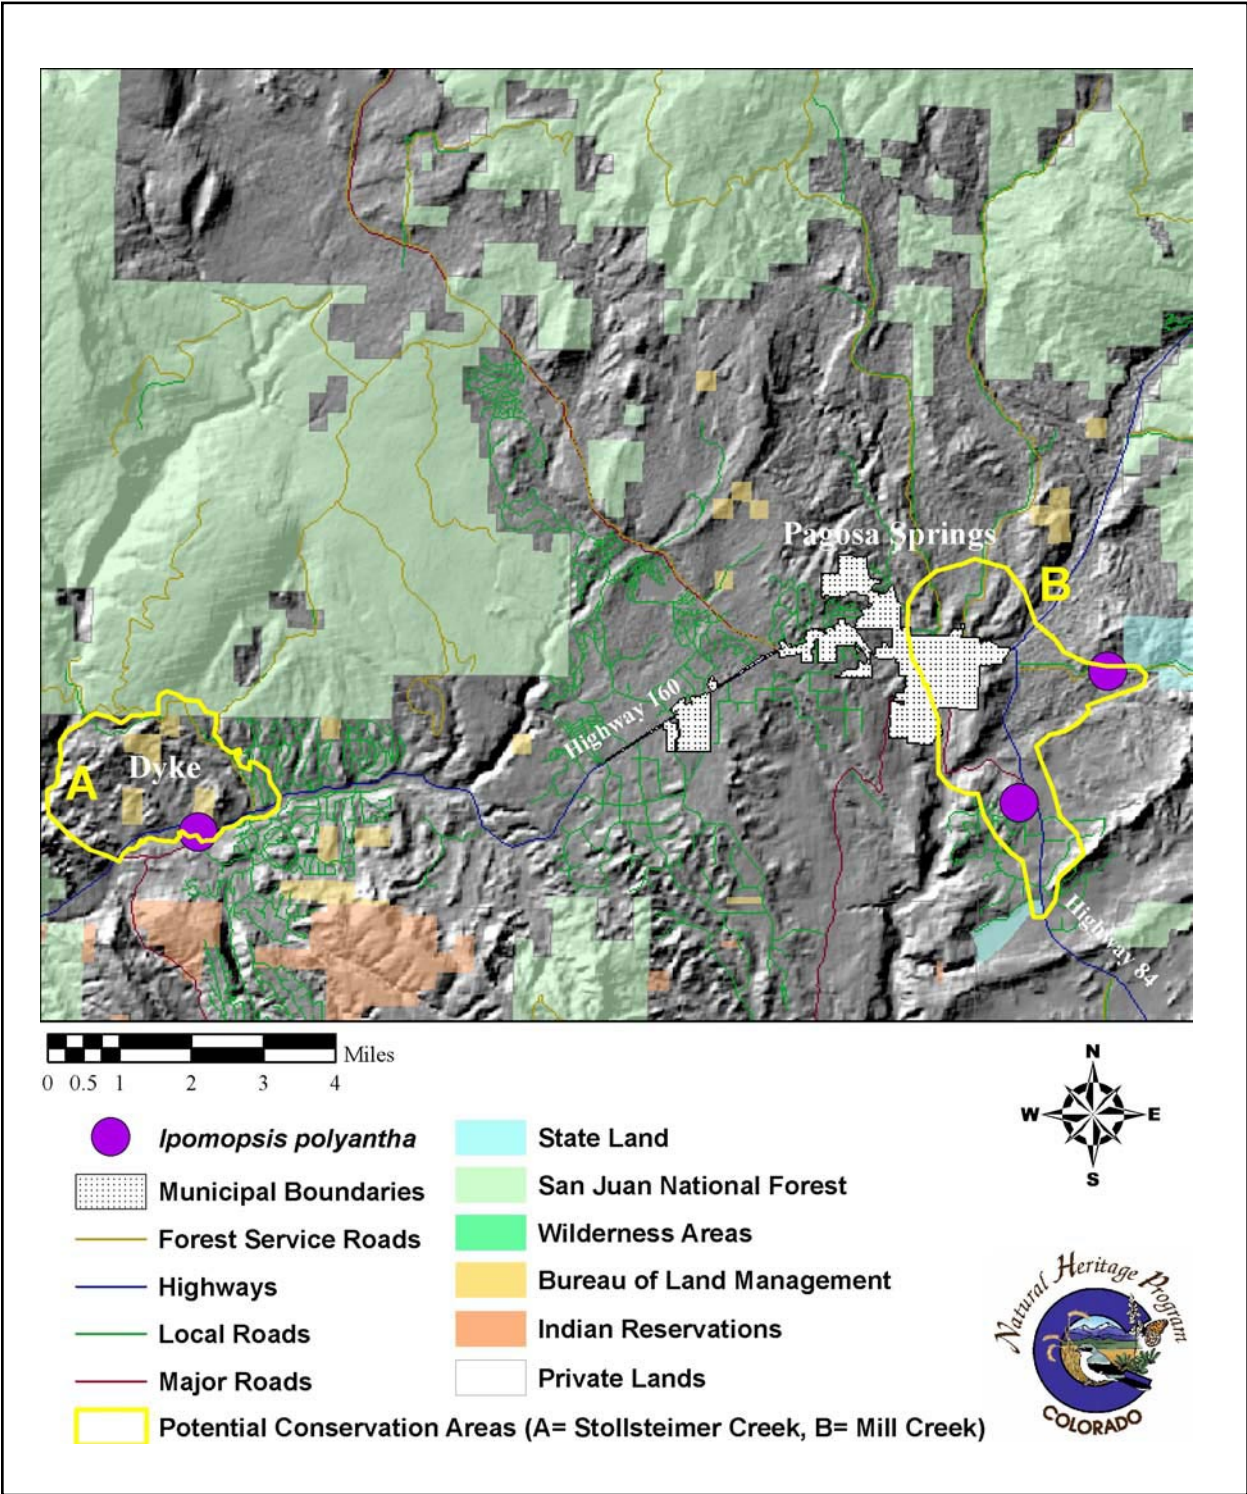 Pagosa Springs
B
Highway 160
Dyke
A
Highway 84
Miles
0 0.5 1 2 3 4
N
W E
S
Ipomopsis polyantha
Municipal Boundaries
Forest Service Roads
Highways
Local Roads
Major Roads
State Land
San Juan National Forest
Wilderness Areas
Bureau of Land Management
Indian Reservations
Private Lands
Potential Conservation Areas (A= Stollsteimer Creek, B= Mill Creek)
Natural Heritage Program
COLORADO